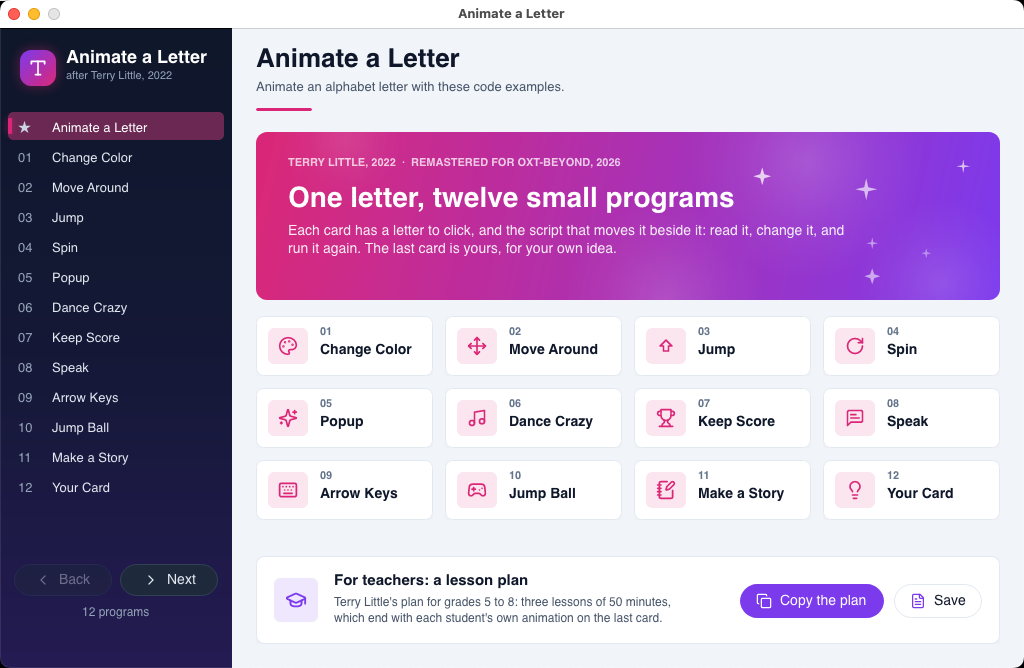 Animate a Letter
T
Animate a Letter
after Terry Little, 2022
★ Animate a Letter
01 Change Color
02 Move Around
03 Jump
04 Spin
05 Popup
06 Dance Crazy
07 Keep Score
08 Speak
09 Arrow Keys
10 Jump Ball
11 Make a Story
12 Your Card
Back
Next
12 programs
Animate a Letter
Animate an alphabet letter with these code examples.
TERRY LITTLE, 2022 · REMASTERED FOR OXT-BEYOND, 2026
One letter, twelve small programs
Each card has a letter to click, and the script that moves it beside it: read it, change it, and
run it again. The last card is yours, for your own idea.
01
Change Color
02
Move Around
03
Jump
04
Spin
05
Popup
06
Dance Crazy
07
Keep Score
08
Speak
09
Arrow Keys
10
Jump Ball
11
Make a Story
12
Your Card
For teachers: a lesson plan
Terry Little's plan for grades 5 to 8: three lessons of 50 minutes,
which end with each student's own animation on the last card.
Copy the plan
Save